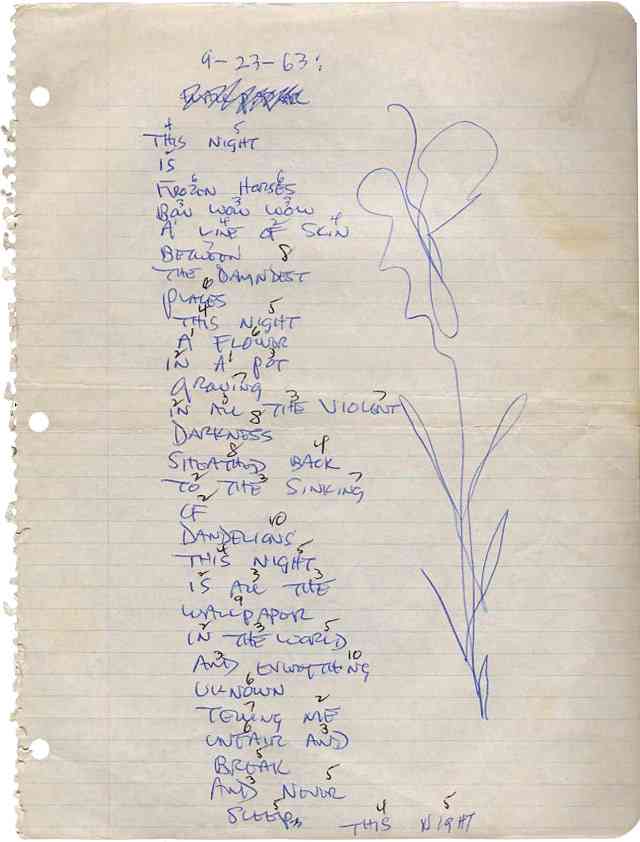 9-23-63:
4 5
THIS NIGHT
2
IS
6 6
FROZEN HORSES
3 3 3
BOW WOW WOW
1 4 2 4
A LINE OF SKIN
7
BETWEEN
8
THE DAMNDEST
6
PLACES
4 5
THIS NIGHT
1 6
A FLOWER
2 1 3
IN A POT
7
GROWING
2 3 3 7
IN ALL THE VIOLENT
8
DARKNESS
8 4
SHEATHED BACK
2 3 7
TO THE SINKING
2
OF
10
DANDELIONS
4 5
THIS NIGHT
2 3 3
IS ALL THE
9
WALLPAPER
2 3 5
IN THE WORLD
3 10
AND EVERYTHING
6
UKNOWN
7 2
TELLING ME
6 3
UNFAIR AND
5
BREAK
3 5
AND NEVER
5 4 5
SLEEP THIS NIGHT